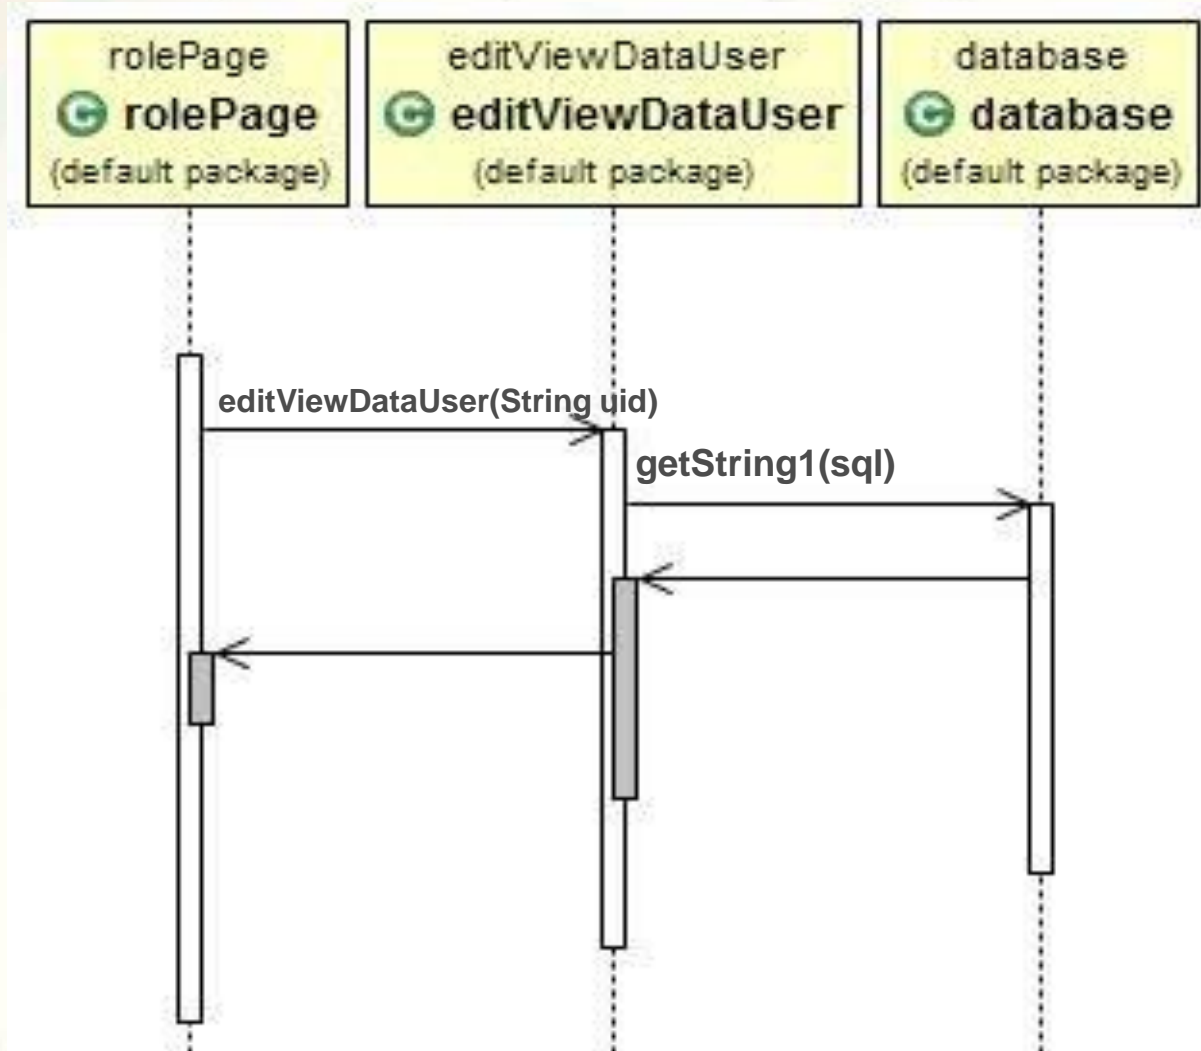 rolePage
C rolePage
(default package)
editViewDataUser
C editViewDataUser
(default package)
database
C database
(default package)
editViewDataUser(String uid)
getString1(sql)